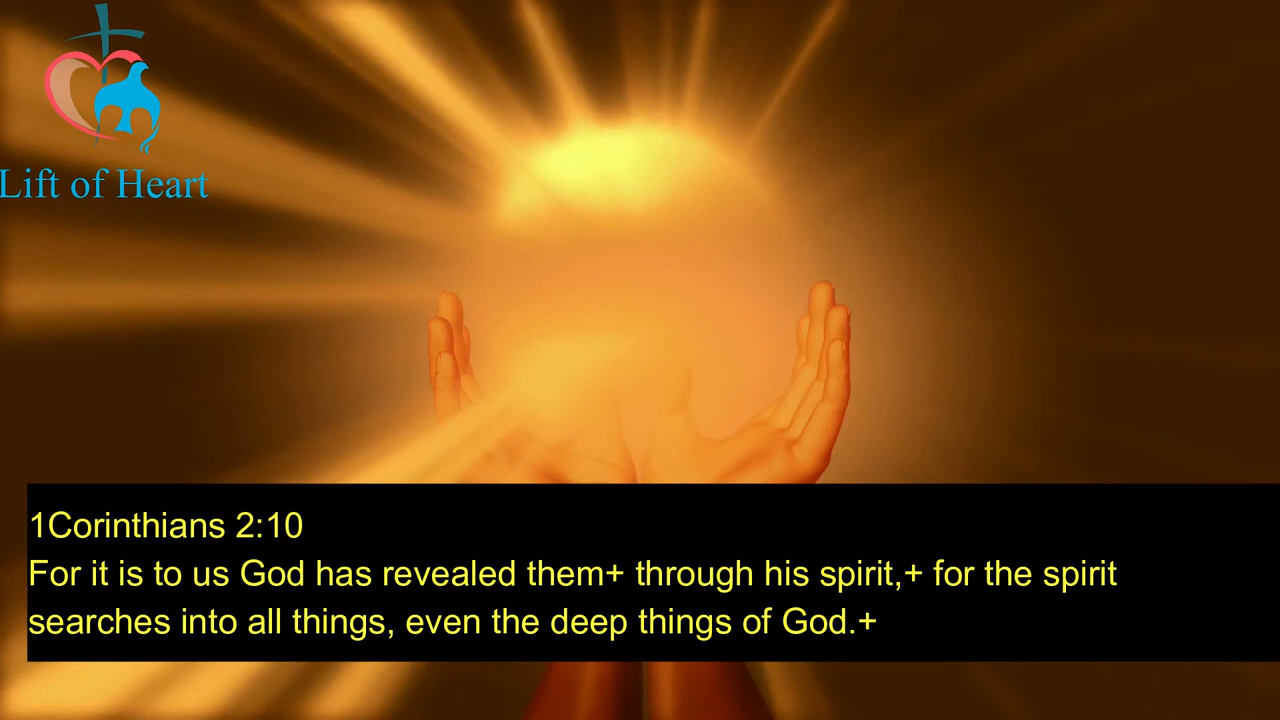 Lift of Heart
1Corinthians 2:10
For it is to us God has revealed them+ through his spirit,+ for the spirit
searches into all things, even the deep things of God.+